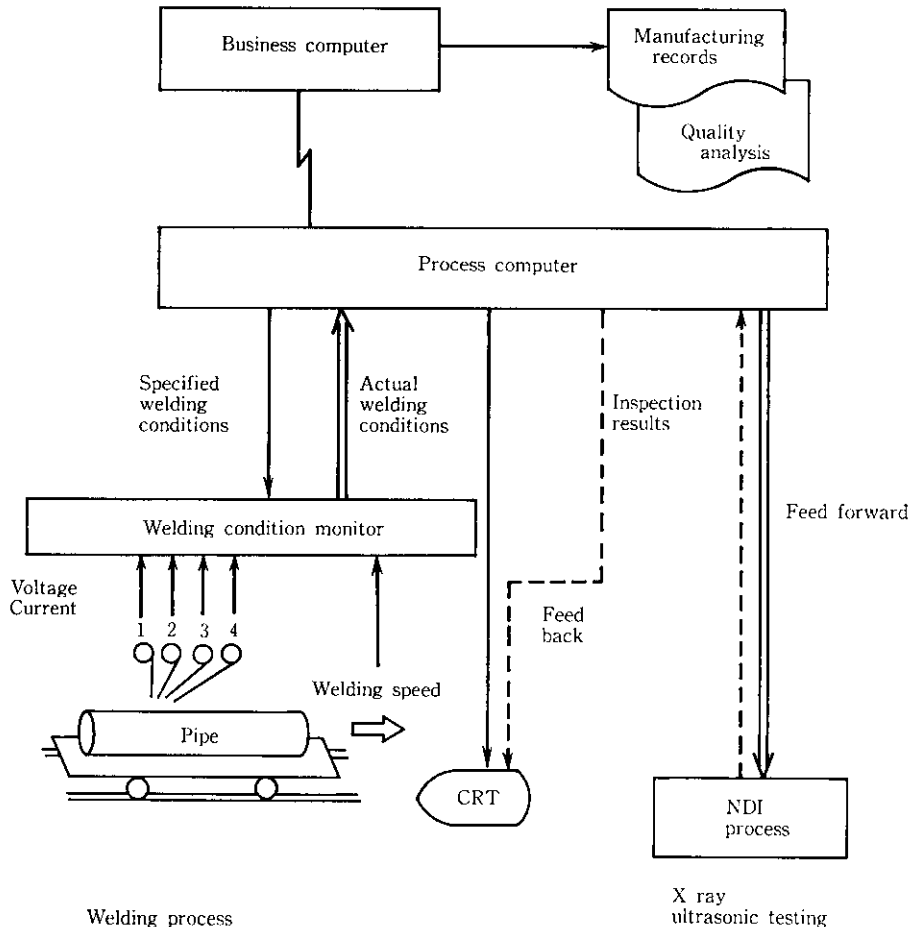 Business computer
Manufacturing
records
Quality
analysis
Process computer
Specified
welding
conditions
Actual
welding
conditions
Inspection
results
Feed forward
Welding condition monitor
Voltage
Current
1 2 3 4
Feed
back
Welding speed
Pipe
CRT
NDI
process
Welding process
X ray
ultrasonic testing